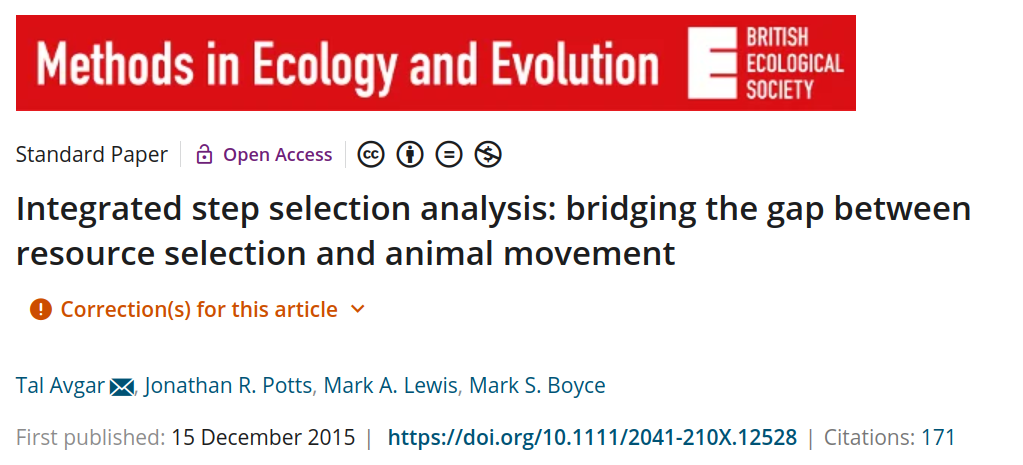 Methods in Ecology and Evolution
BRITISH
ECOLOGICAL
SOCIETY
Standard Paper | Open Access | cc
Integrated step selection analysis: bridging the gap between
resource selection and animal movement
! Correction(s) for this article
Tal Avgar, Jonathan R. Potts, Mark A. Lewis, Mark S. Boyce
First published: 15 December 2015 | https://doi.org/10.1111/2041-210X.12528 | Citations: 171